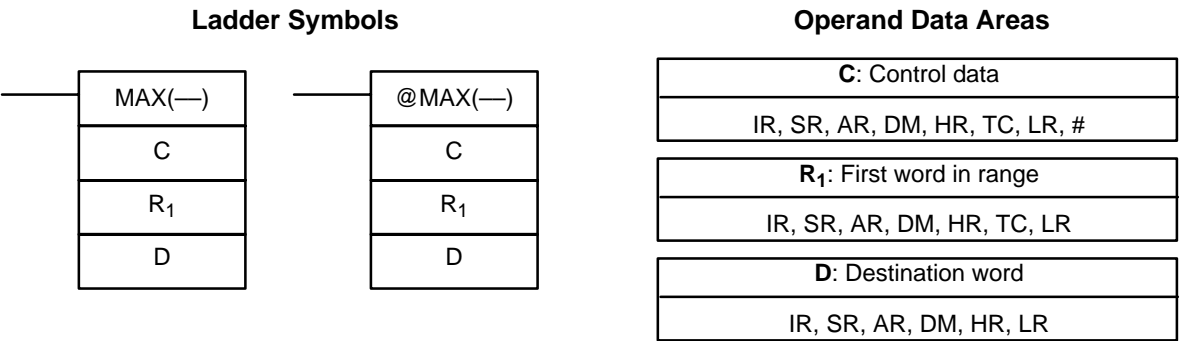 Ladder Symbols
MAX(—)
C
R1
D
@MAX(—)
C
R1
D
Operand Data Areas
C: Control data
IR, SR, AR, DM, HR, TC, LR, #
R1: First word in range
IR, SR, AR, DM, HR, TC, LR
D: Destination word
IR, SR, AR, DM, HR, LR